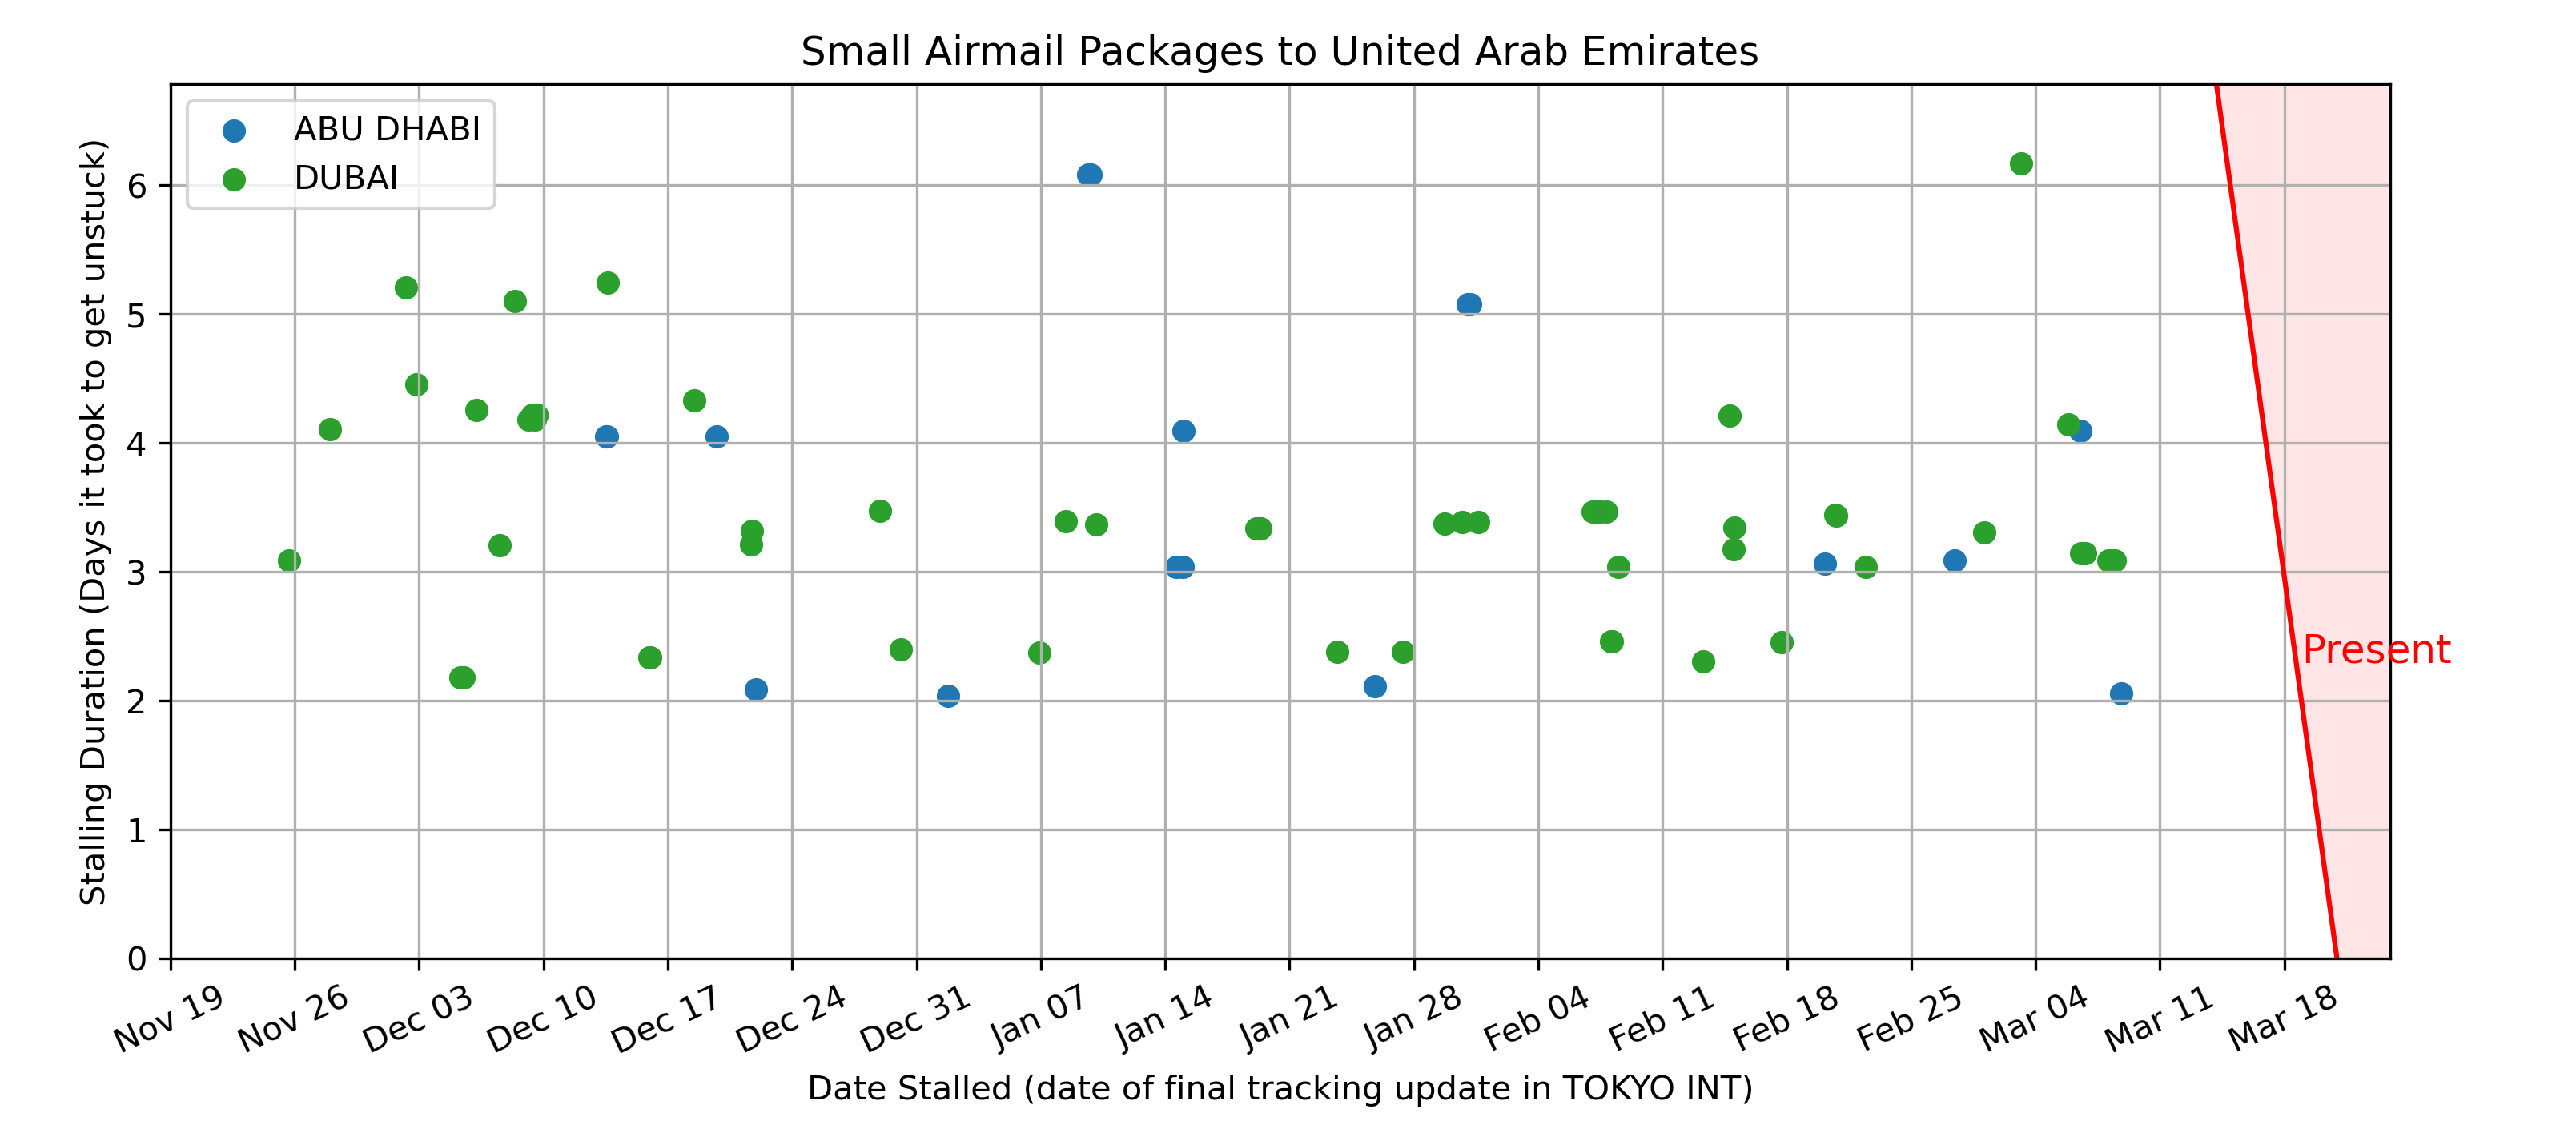 Small Airmail Packages to United Arab Emirates
ABU DHABI
DUBAI
Stalling Duration (Days it took to get unstuck)
6
5
4
3
2
1
0
Present
Nov 19
Nov 26
Dec 03
Dec 10
Dec 17
Dec 24
Dec 31
Jan 07
Jan 14
Jan 21
Jan 28
Feb 04
Feb 11
Feb 18
Feb 25
Mar 04
Mar 11
Mar 18
Date Stalled (date of final tracking update in TOKYO INT)